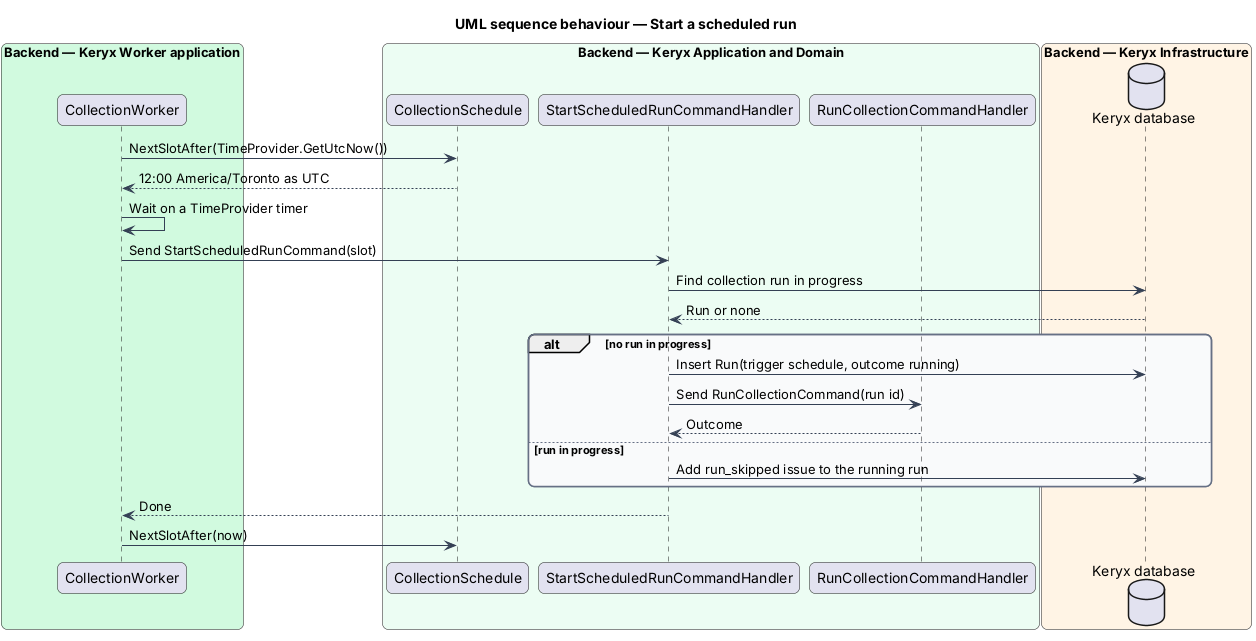 UML sequence behaviour — Start a scheduled run
Backend — Keryx Worker application
Backend — Keryx Application and Domain
Backend — Keryx Infrastructure
CollectionWorker
CollectionSchedule
StartScheduledRunCommandHandler
RunCollectionCommandHandler
Keryx database
NextSlotAfter(TimeProvider.GetUtcNow())
12:00 America/Toronto as UTC
Wait on a TimeProvider timer
Send StartScheduledRunCommand(slot)
Find collection run in progress
Run or none
alt
[no run in progress]
Insert Run(trigger schedule, outcome running)
Send RunCollectionCommand(run id)
Outcome
[run in progress]
Add run_skipped issue to the running run
Done
NextSlotAfter(now)
CollectionWorker
CollectionSchedule
StartScheduledRunCommandHandler
RunCollectionCommandHandler
Keryx database